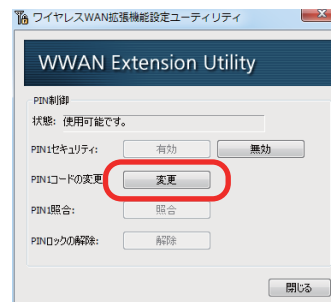 ワイヤレスWAN拡張機能設定ユーティリティ
WWAN Extension Utility
PIN制御
状態: 使用可能です。
PIN1セキュリティ: 有効 無効
PIN1コードの変更 変更
PIN1照合: 照合
PINロックの解除: 解除
閉じる